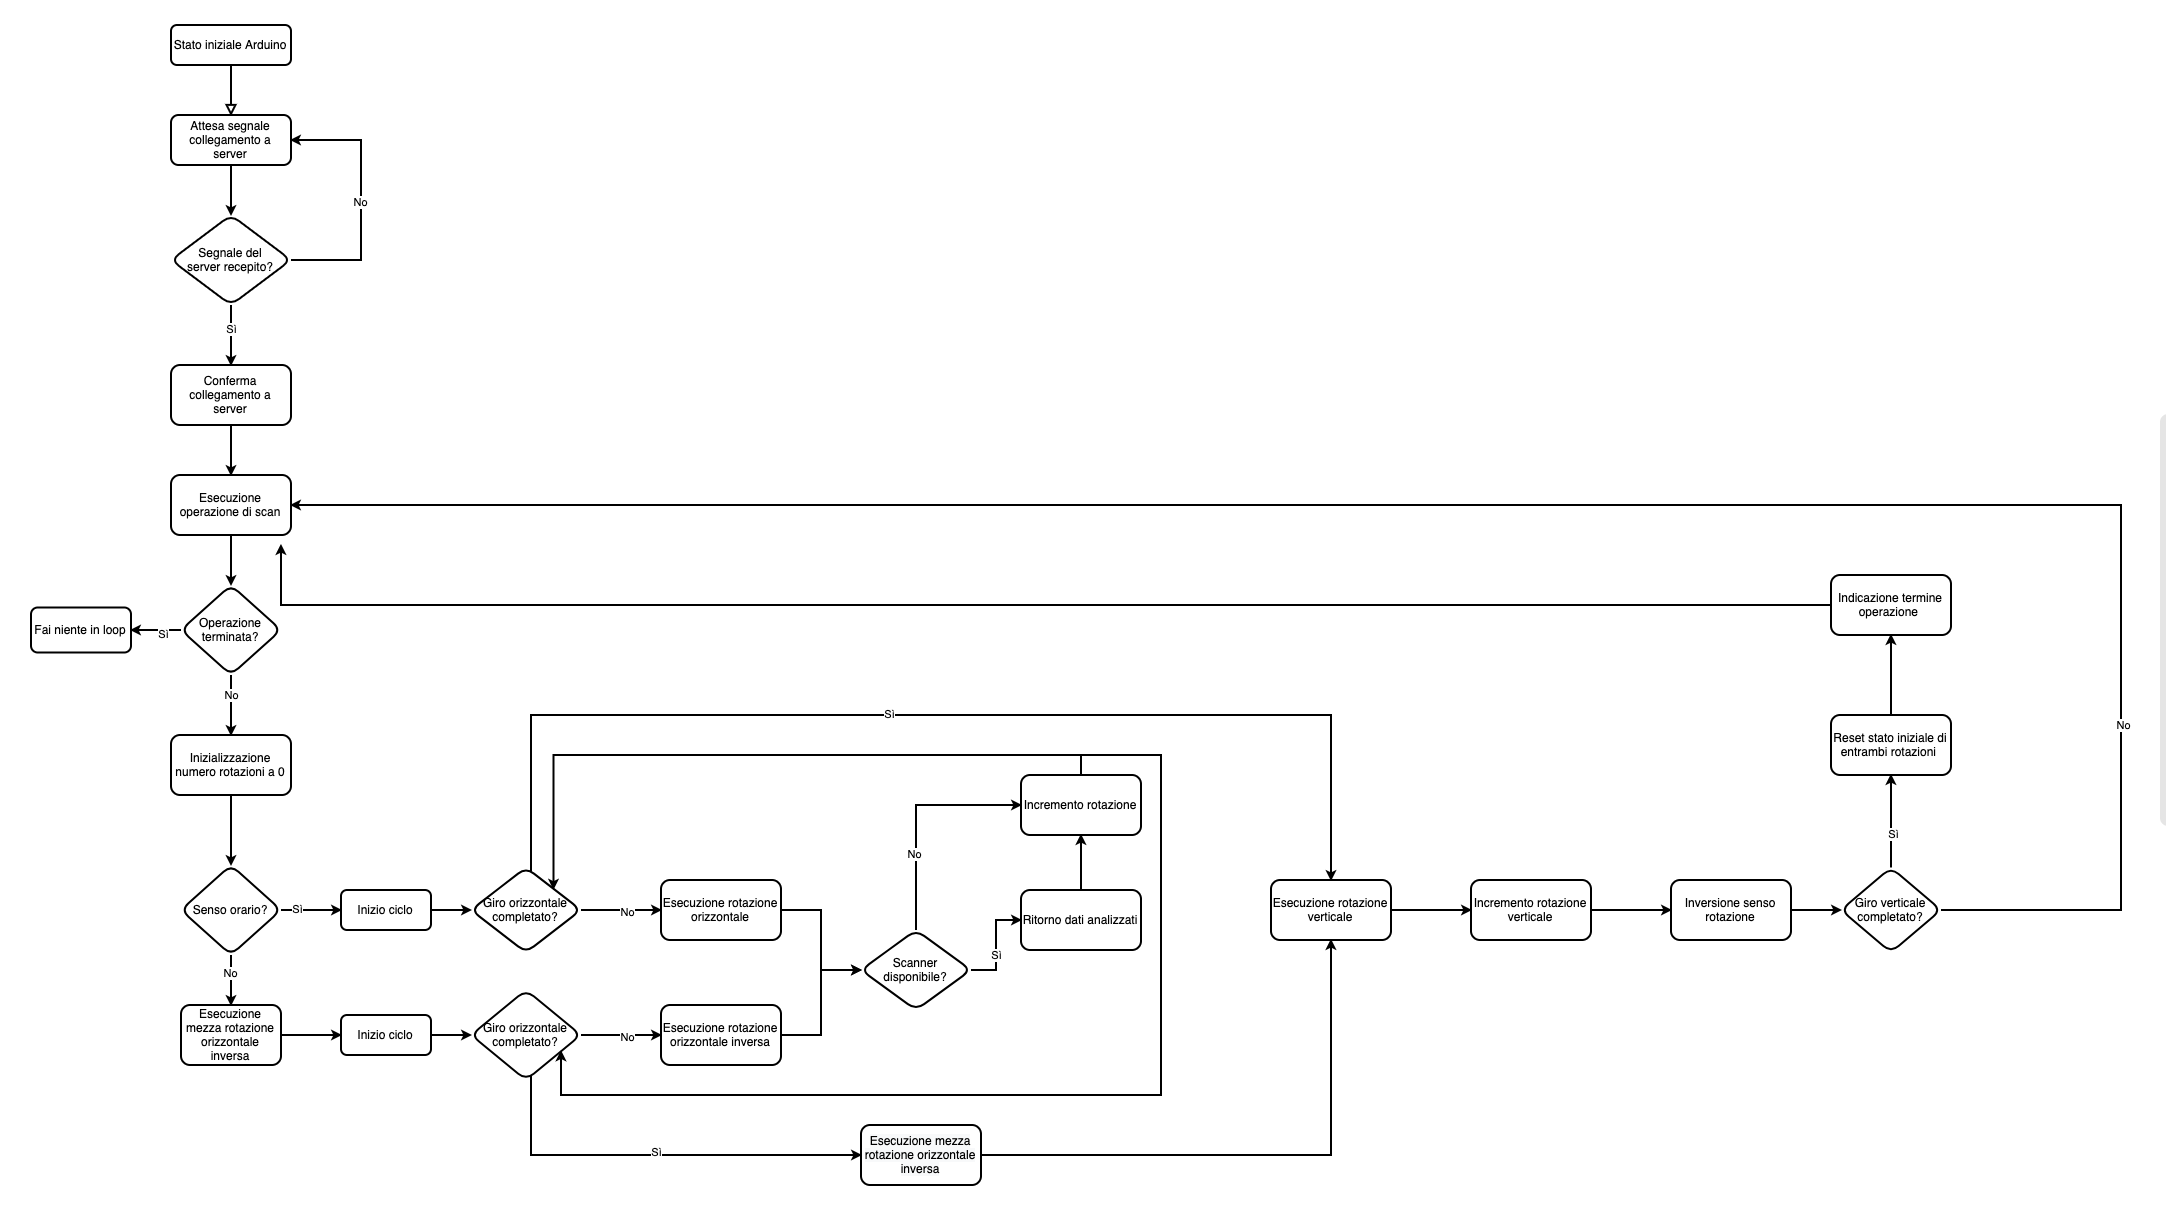 Stato iniziale Arduino
Attesa segnale
collegamento a
server
No
Segnale del
server recepito?
Sì
Conferma
collegamento a
server
Esecuzione
operazione di scan
Operazione
terminata?
Sì
Fai niente in loop
No
Inizializzazione
numero rotazioni a 0
Senso orario?
Sì
Inizio ciclo
Giro orizzontale
completato?
No
Esecuzione rotazione
orizzontale
Sì
No
Esecuzione
mezza rotazione
orizzontale
inversa
Inizio ciclo
Giro orizzontale
completato?
No
Esecuzione rotazione
orizzontale inversa
Scanner
disponibile?
No
Sì
Incremento rotazione
Ritorno dati analizzati
Sì
Esecuzione mezza
rotazione orizzontale
inversa
Esecuzione rotazione
verticale
Incremento rotazione
verticale
Inversione senso
rotazione
Giro verticale
completato?
Sì
Reset stato iniziale di
entrambi rotazioni
Indicazione termine
operazione
No